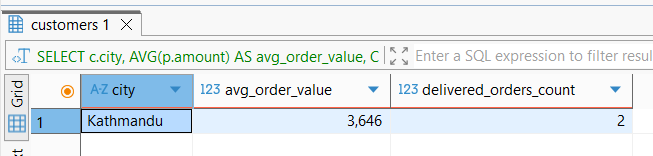 customers 1
SELECT c.city, AVG(p.amount) AS avg_order_value, C
Enter a SQL expression to filter resul
Grid
A-Z city
123 avg_order_value
123 delivered_orders_count
1 Kathmandu 3,646 2